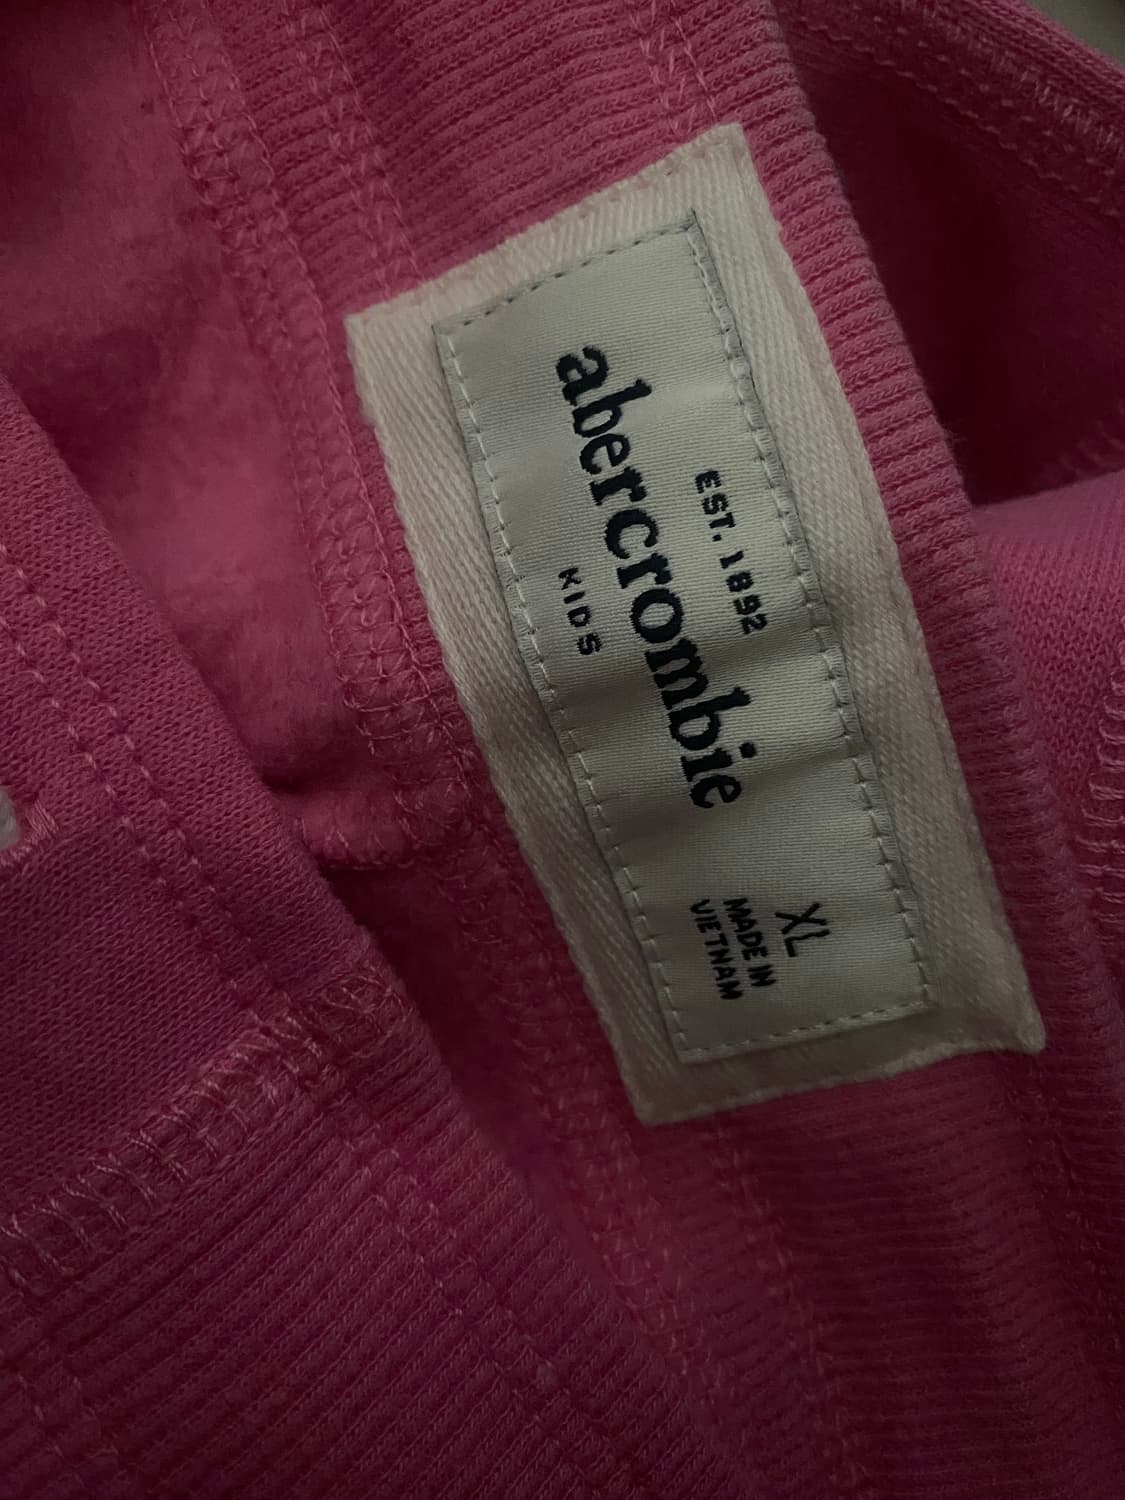 EST. 1892
abercrombie
KIDS
XL
MADE IN
VIETNAM